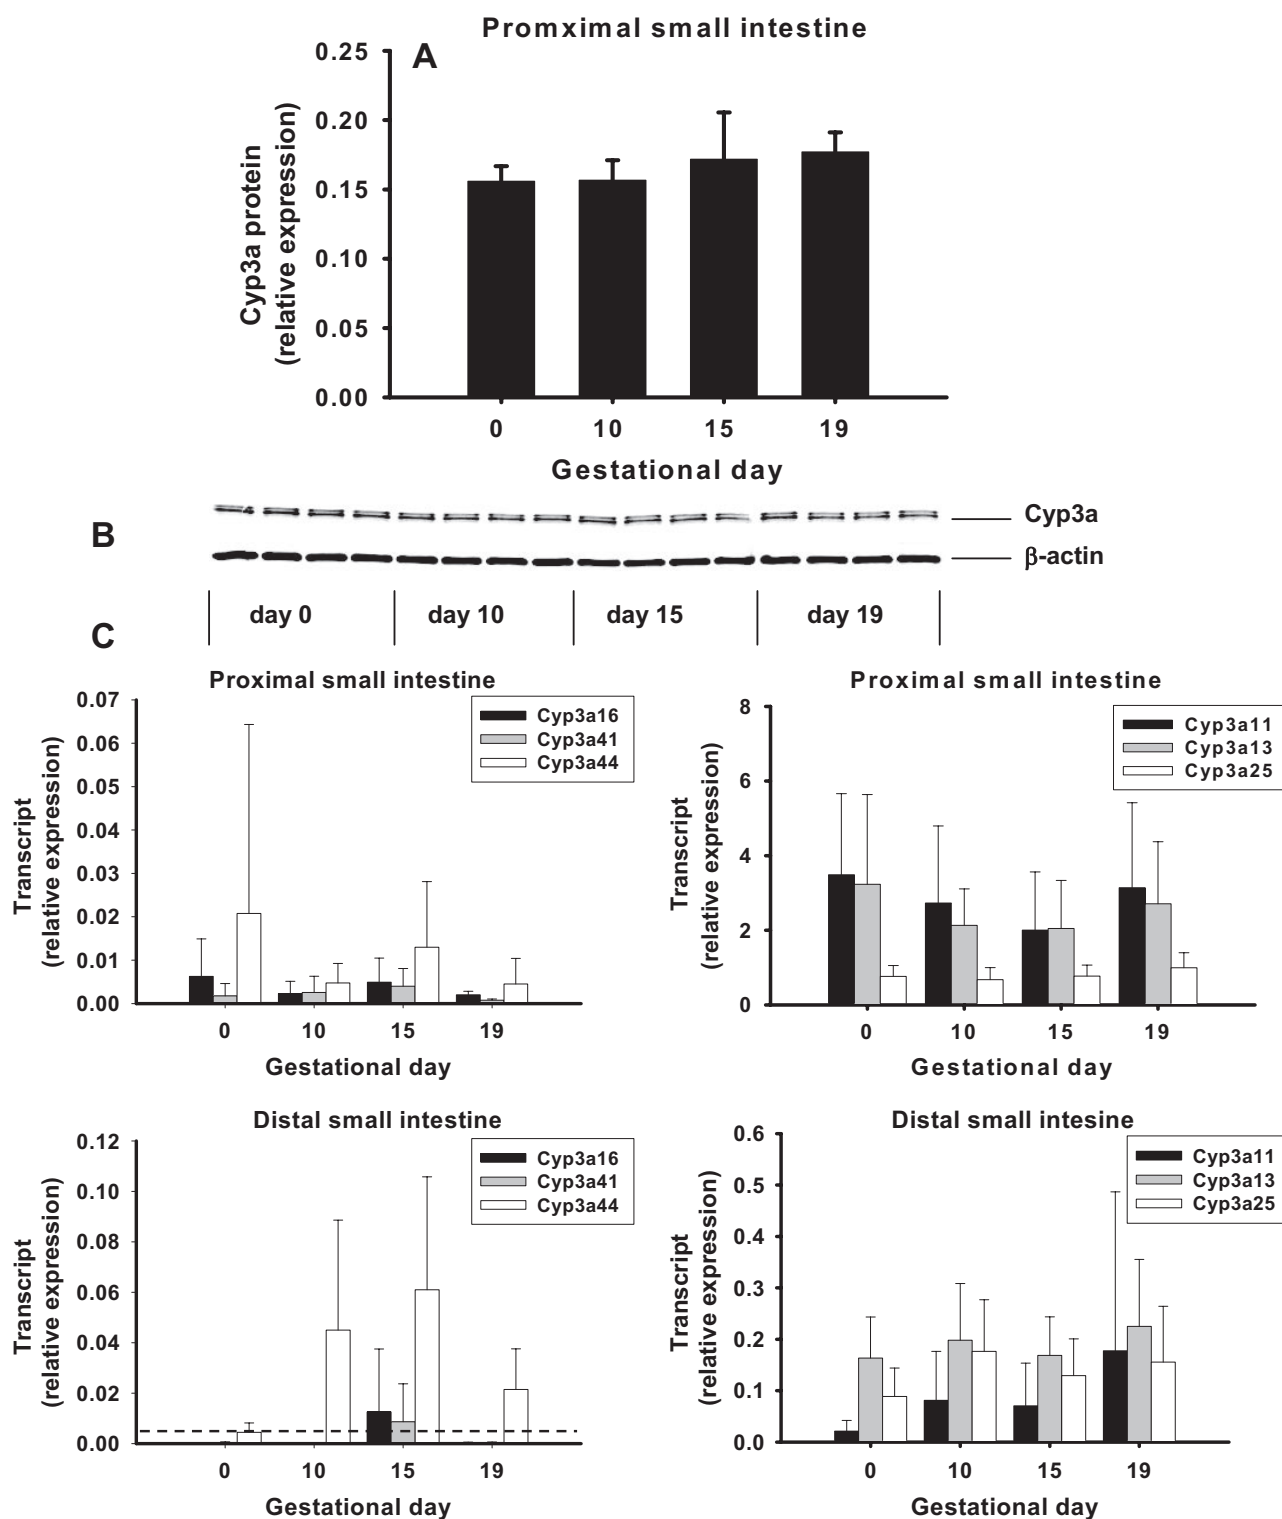 Promximal small intestine
A
0.25
0.20
0.15
0.10
0.05
0.00
Cyp3a protein
(relative expression)
0 10 15 19
Gestational day
B
Cyp3a
β-actin
day 0 day 10 day 15 day 19
C
Proximal small intestine
0.07
0.06
0.05
0.04
0.03
0.02
0.01
0.00
Transcript
(relative expression)
Cyp3a16
Cyp3a41
Cyp3a44
0 10 15 19
Gestational day
Proximal small intestine
8
6
4
2
0
Transcript
(relative expression)
Cyp3a11
Cyp3a13
Cyp3a25
0 10 15 19
Gestational day
Distal small intestine
0.12
0.10
0.08
0.06
0.04
0.02
0.00
Transcript
(relative expression)
Cyp3a16
Cyp3a41
Cyp3a44
0 10 15 19
Gestational day
Distal small intesine
0.6
0.5
0.4
0.3
0.2
0.1
0.0
Transcript
(relative expression)
Cyp3a11
Cyp3a13
Cyp3a25
0 10 15 19
Gestational day